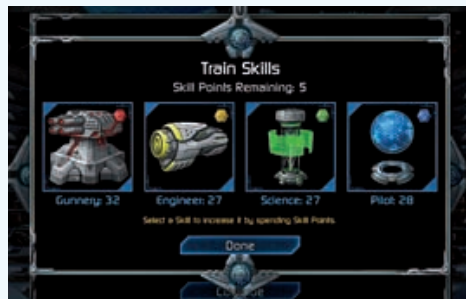 Train Skills
Skill Points Remaining: 5
Gunnery: 32
Engineer: 27
Science: 27
Pilot: 28
Select a Skill to increase it by spending Skill Points.
Done